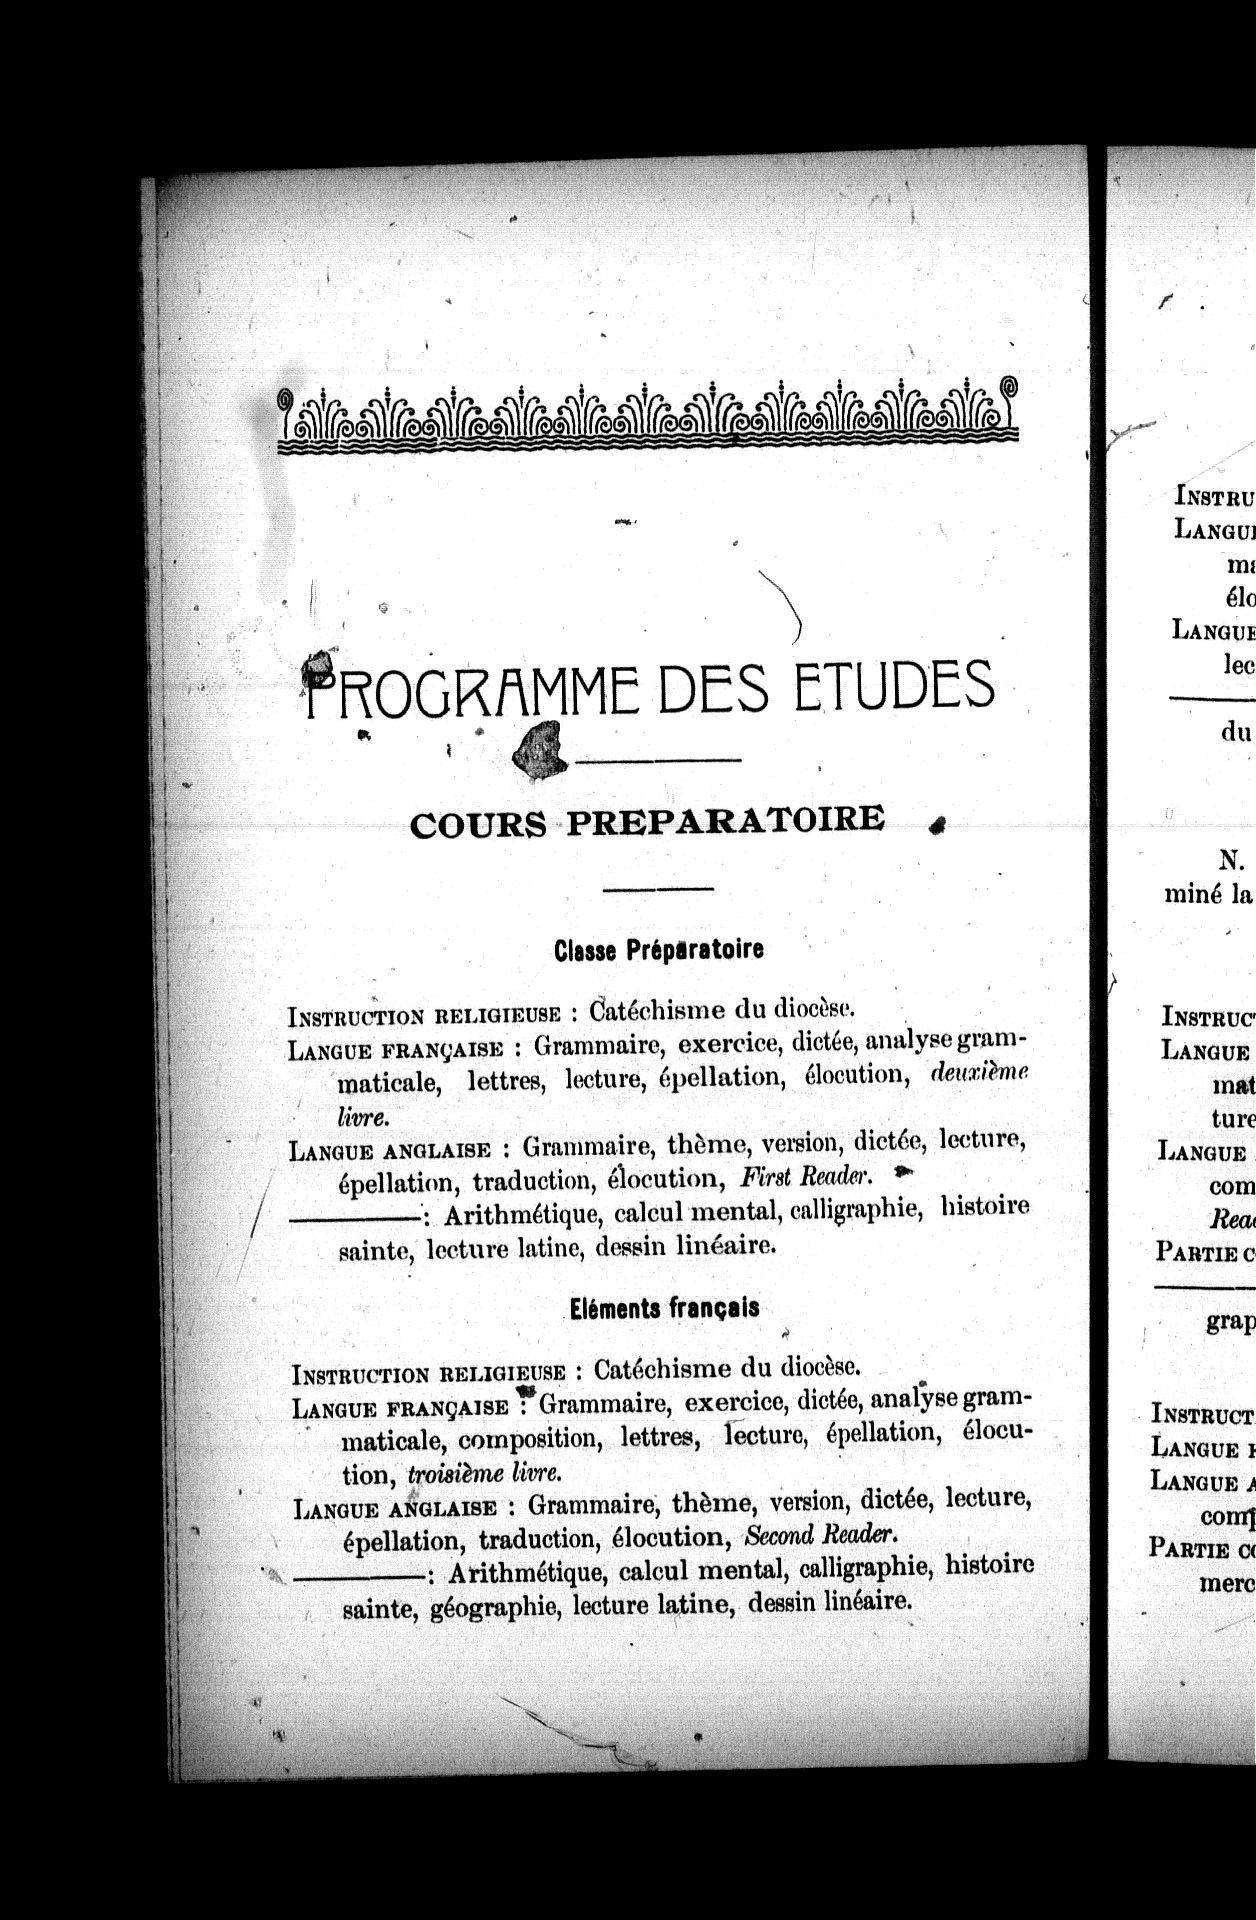 PROGRAMME DES ETUDES
COURS PREPARATOIRE
Classe Préparatoire
INSTRUCTION RELIGIEUSE : Catéchisme du diocèse.
LANGUE FRANÇAISE : Grammaire, exercice, dictée, analyse gram-
maticale, lettres, lecture, épellation, élocution, deuxième
livre.
LANGUE ANGLAISE : Grammaire, thème, version, dictée, lecture,
épellation, traduction, élocution, First Reader.
————: Arithmétique, calcul mental, calligraphie, histoire
sainte, lecture latine, dessin linéaire.
Eléments français
INSTRUCTION RELIGIEUSE : Catéchisme du diocèse.
LANGUE FRANÇAISE : Grammaire, exercice, dictée, analyse gram-
maticale, composition, lettres, lecture, épellation, élocu-
tion, troisième livre.
LANGUE ANGLAISE : Grammaire, thème, version, dictée, lecture,
épellation, traduction, élocution, Second Reader.
————: Arithmétique, calcul mental, calligraphie, histoire
sainte, géographie, lecture latine, dessin linéaire.
INSTRU
LANGU
ma
élo
LANGUE
lec
du
N.
miné la
INSTRUC
LANGUE
mat
ture
LANGUE
com
Rea
PARTIE C
grap
INSTRUCT
LANGUE
LANGUE A
com
PARTIE CO
merc